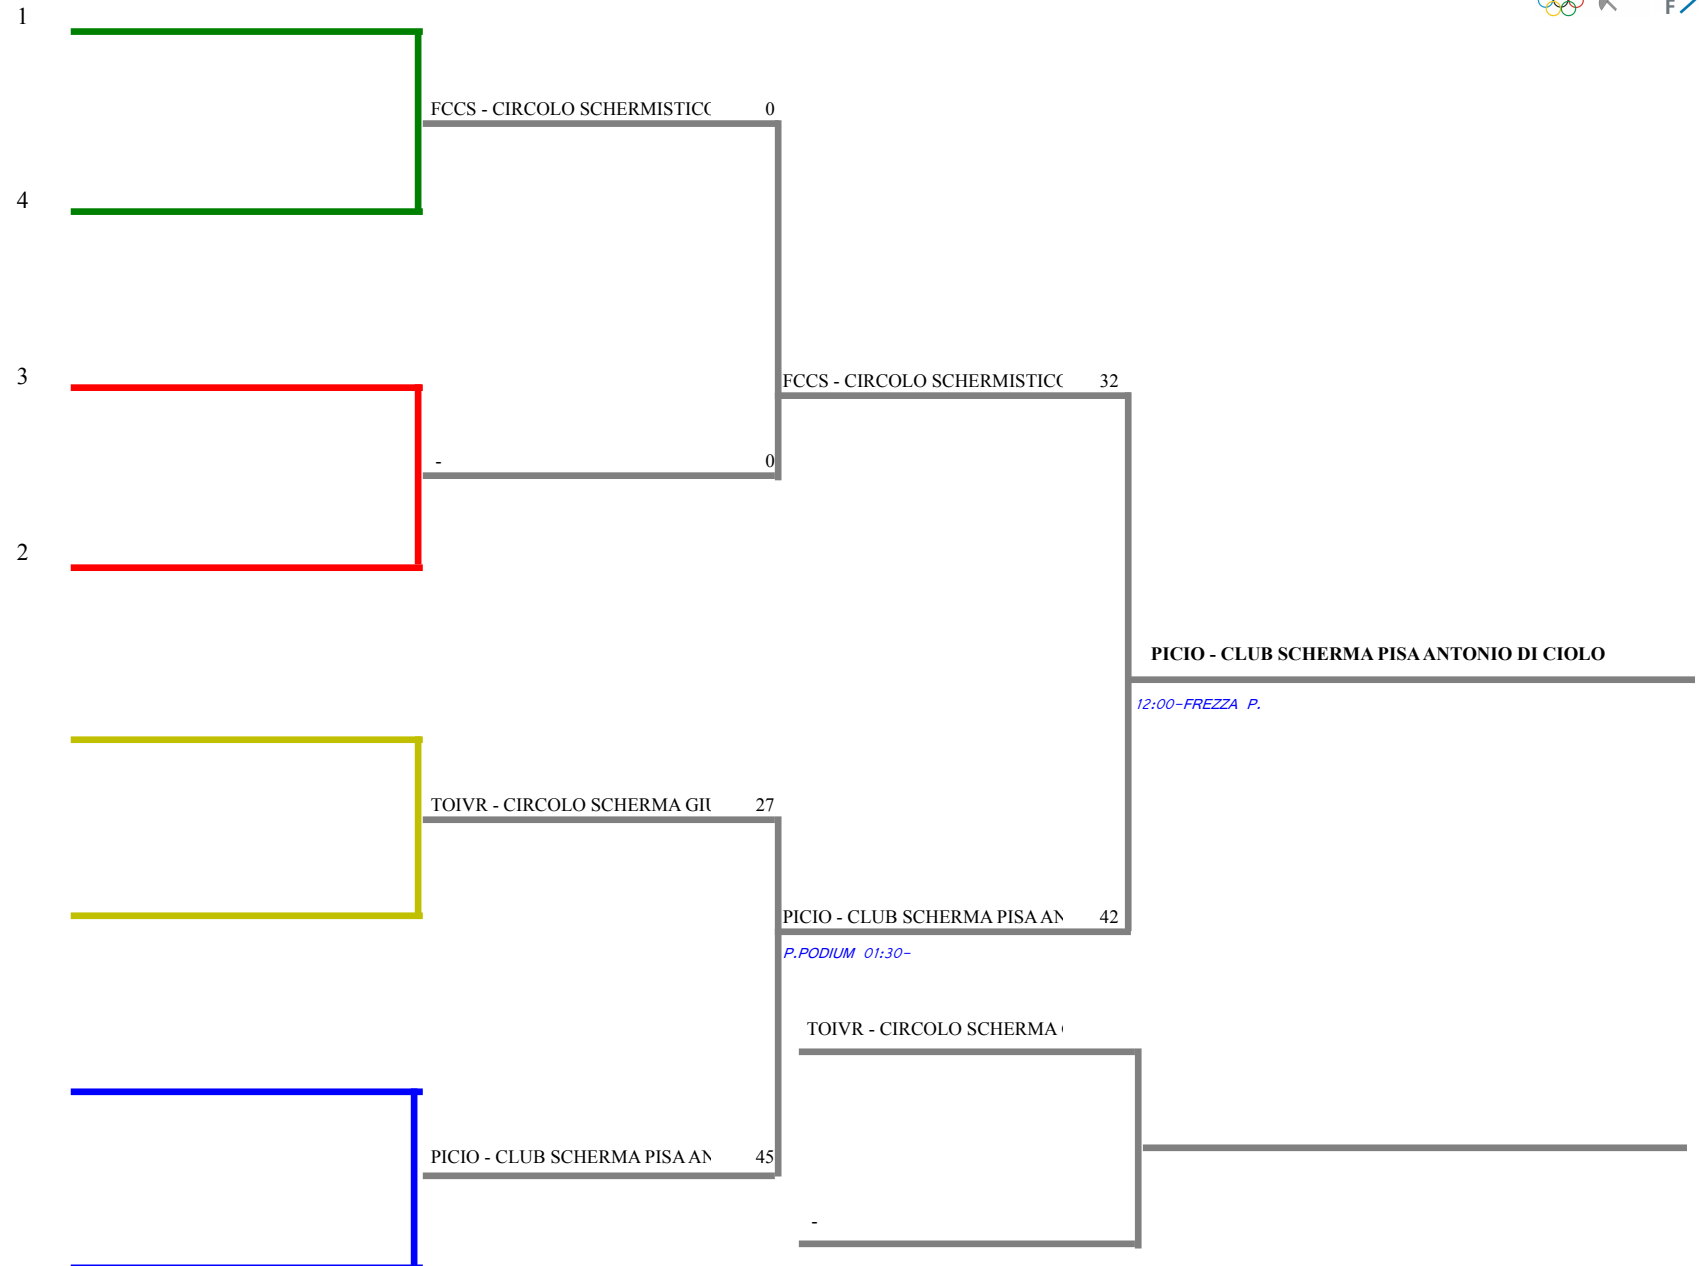 1
F
FCCS - CIRCOLO SCHERMISTIC 0
4
3
FCCS - CIRCOLO SCHERMISTIC 32
- 0
2
PICIO - CLUB SCHERMA PISA ANTONIO DI CIOLO
12:00-FREZZA P.
TOIVR - CIRCOLO SCHERMA GIU 27
PICIO - CLUB SCHERMA PISA AN 42
P.PODIUM 01:30-
TOIVR - CIRCOLO SCHERMA
PICIO - CLUB SCHERMA PISA AN 45
-